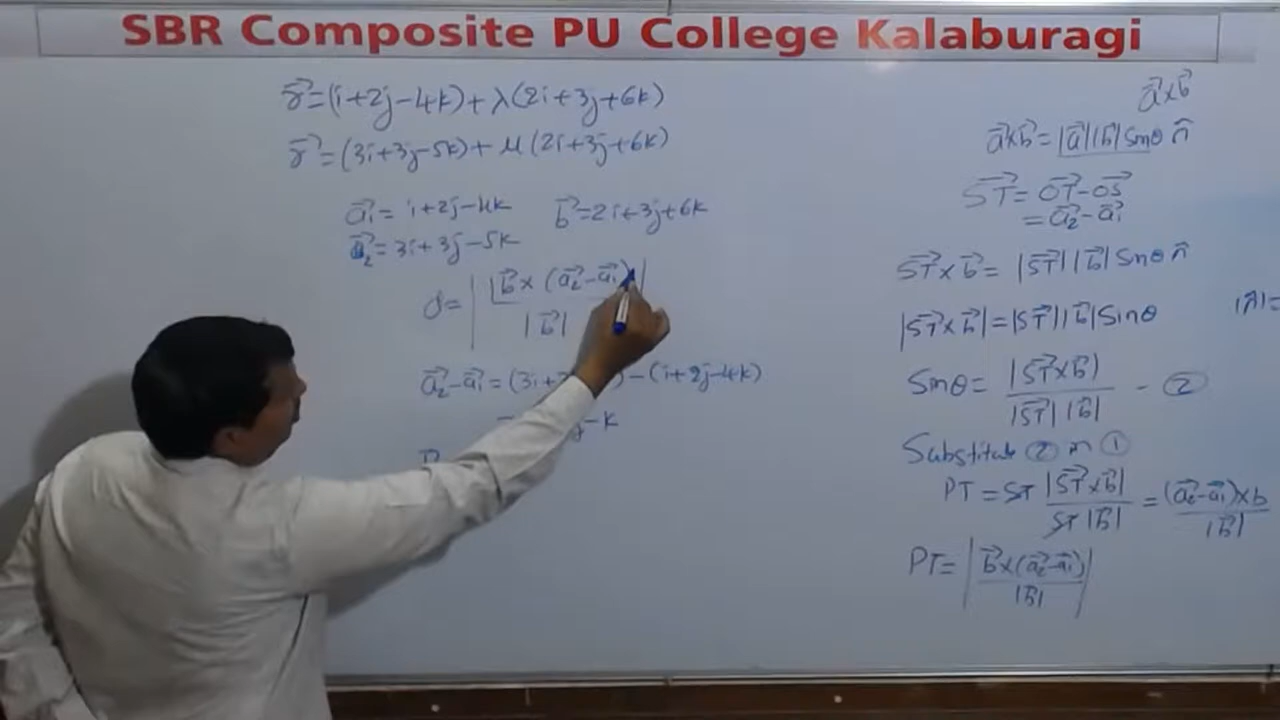 SBR Composite PU College Kalaburagi
r⃗=(i+2j-4k)+λ(2i+3j+6k)
r⃗=(3i+3j-5k)+μ(2i+3j+6k)
a⃗₁= i+2j-4k b⃗=2i+3j+6k
a⃗₂=3i+3j-5k
d= | b⃗×(a⃗₂-a⃗₁) / |b⃗| |
a⃗₂-a⃗₁=(3i+ )-(i+2j-4k)
= j-k
a⃗×b⃗
a⃗×b⃗=|a⃗||b⃗|Sinθ n̂
ST⃗=OT⃗-OS⃗
=a⃗₂-a⃗₁
ST⃗×b⃗=|ST⃗||b⃗|Sinθ n̂
|ST⃗×b⃗|=|ST⃗||b⃗|Sinθ
|n̂|=
Sinθ= |ST⃗×b⃗| / |ST⃗||b⃗| - ②
Substitute ② in ①
PT=ST |ST⃗×b⃗| / ST|b⃗| = (a⃗₂-a⃗₁)×b / |b⃗|
PT= | b⃗×(a⃗₂-a⃗₁) / |b⃗| |